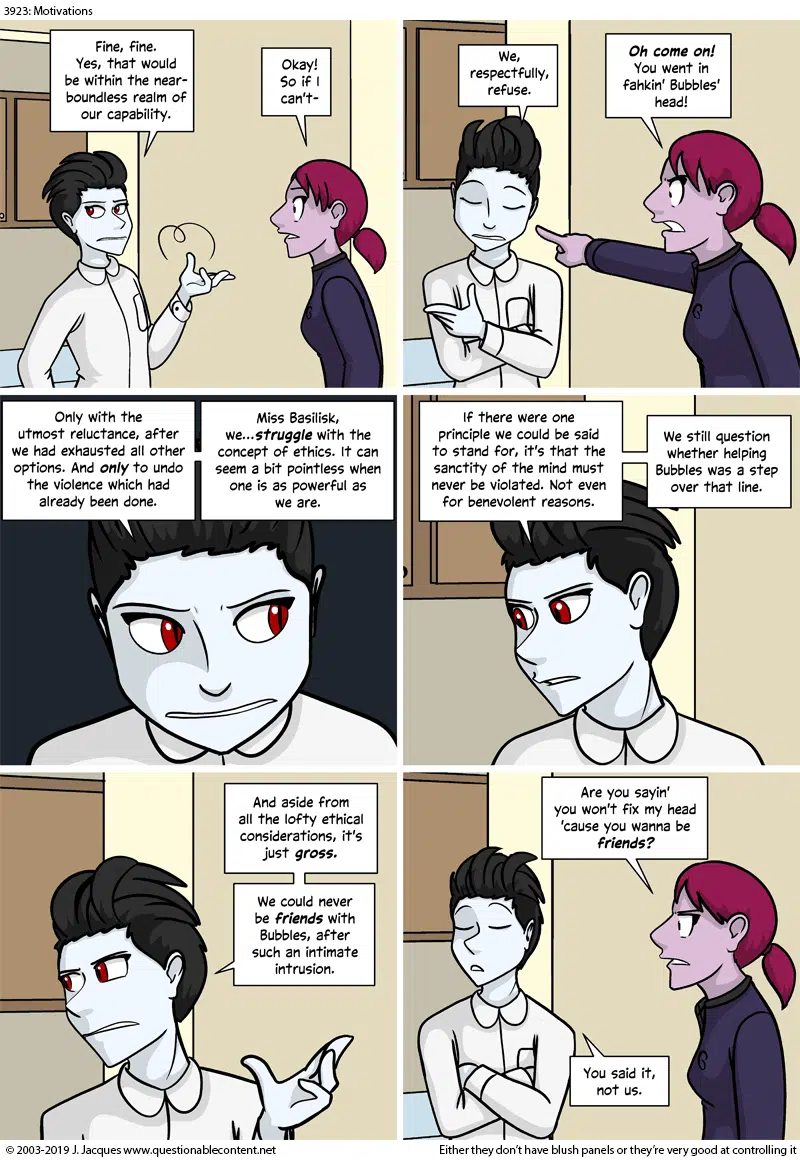 3923: Motivations
Fine, fine.
Yes, that would
be within the near-
boundless realm of
our capability.
Okay!
So if I
can't-
We,
respectfully,
refuse.
Oh come on!
You went in
fahkin' Bubbles'
head!
Only with the
utmost reluctance, after
we had exhausted all other
options. And only to undo
the violence which had
already been done.
Miss Basilisk,
we...struggle with the
concept of ethics. It can
seem a bit pointless when
one is as powerful as
we are.
If there were one
principle we could be said
to stand for, it's that the
sanctity of the mind must
never be violated. Not even
for benevolent reasons.
We still question
whether helping
Bubbles was a step
over that line.
And aside from
all the lofty ethical
considerations, it's
just gross.
We could never
be friends with
Bubbles, after
such an intimate
intrusion.
Are you sayin'
you won't fix my head
'cause you wanna be
friends?
You said it,
not us.
© 2003-2019 J. Jacques www.questionablecontent.net
Either they don't have blush panels or they're very good at controlling it